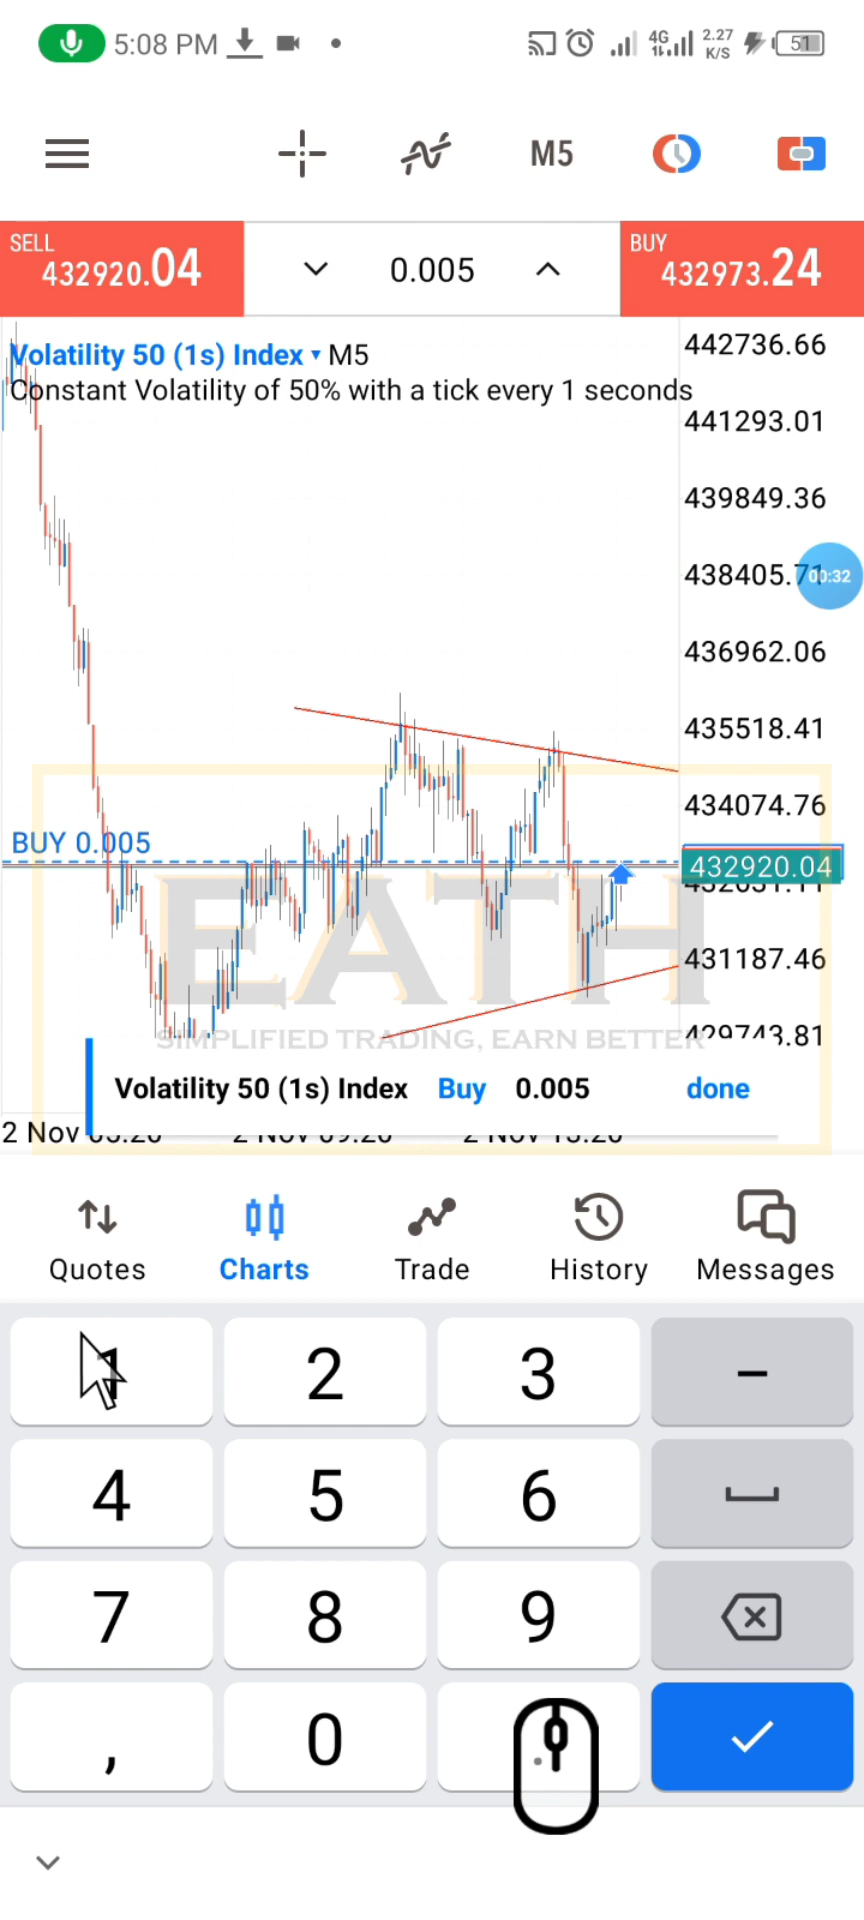 5:08 PM
4G
2.27
K/S
51
M5
SELL
432920.04
0.005
BUY
432973.24
Volatility 50 (1s) Index ▾ M5
Constant Volatility of 50% with a tick every 1 seconds
442736.66
441293.01
439849.36
438405.71
00:32
436962.06
435518.41
434074.76
BUY 0.005
432920.04
EATH
431187.46
SIMPLIFIED TRADING, EARN BETTER
429743.81
Volatility 50 (1s) Index Buy 0.005 done
2 Nov
Quotes
Charts
Trade
History
Messages
1
2
3
–
4
5
6
7
8
9
,
0
.